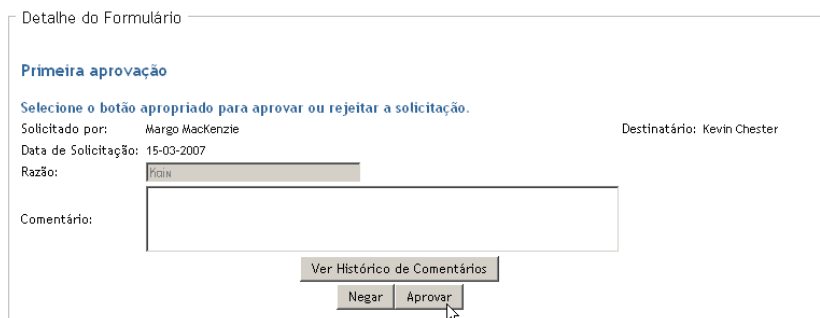 Detalhe do Formulário
Primeira aprovação
Selecione o botão apropriado para aprovar ou rejeitar a solicitação.
Solicitado por: Margo MacKenzie Destinatário: Kevin Chester
Data de Solicitação: 15-03-2007
Razão: Kain
Comentário:
Ver Histórico de Comentários
Negar Aprovar